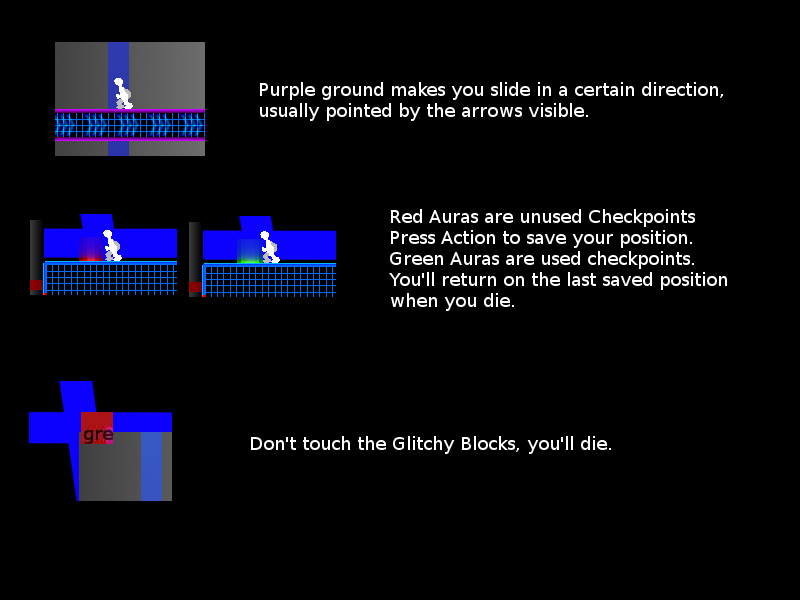 Purple ground makes you slide in a certain direction,
usually pointed by the arrows visible.
Red Auras are unused Checkpoints
Press Action to save your position.
Green Auras are used checkpoints.
You'll return on the last saved position
when you die.
gre
Don't touch the Glitchy Blocks, you'll die.